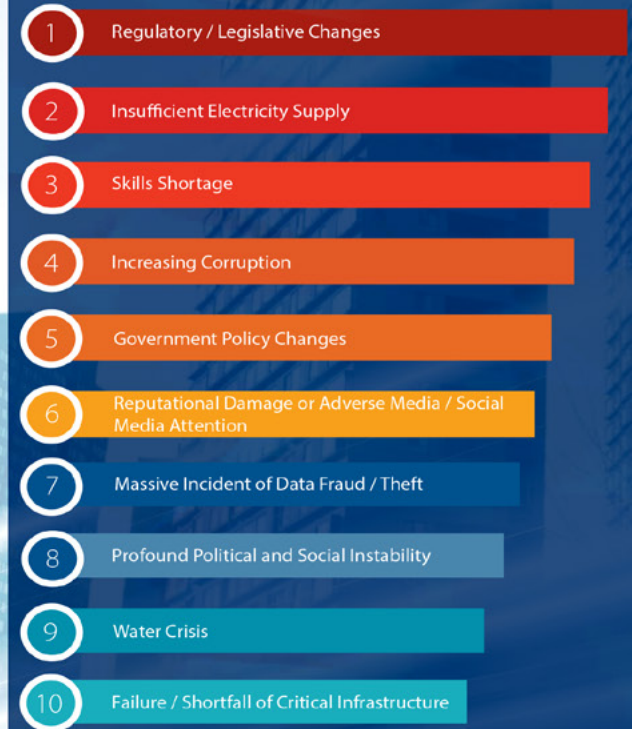 1 Regulatory / Legislative Changes
2 Insufficient Electricity Supply
3 Skills Shortage
4 Increasing Corruption
5 Government Policy Changes
6 Reputational Damage or Adverse Media / Social
Media Attention
7 Massive Incident of Data Fraud / Theft
8 Profound Political and Social Instability
9 Water Crisis
10 Failure / Shortfall of Critical Infrastructure